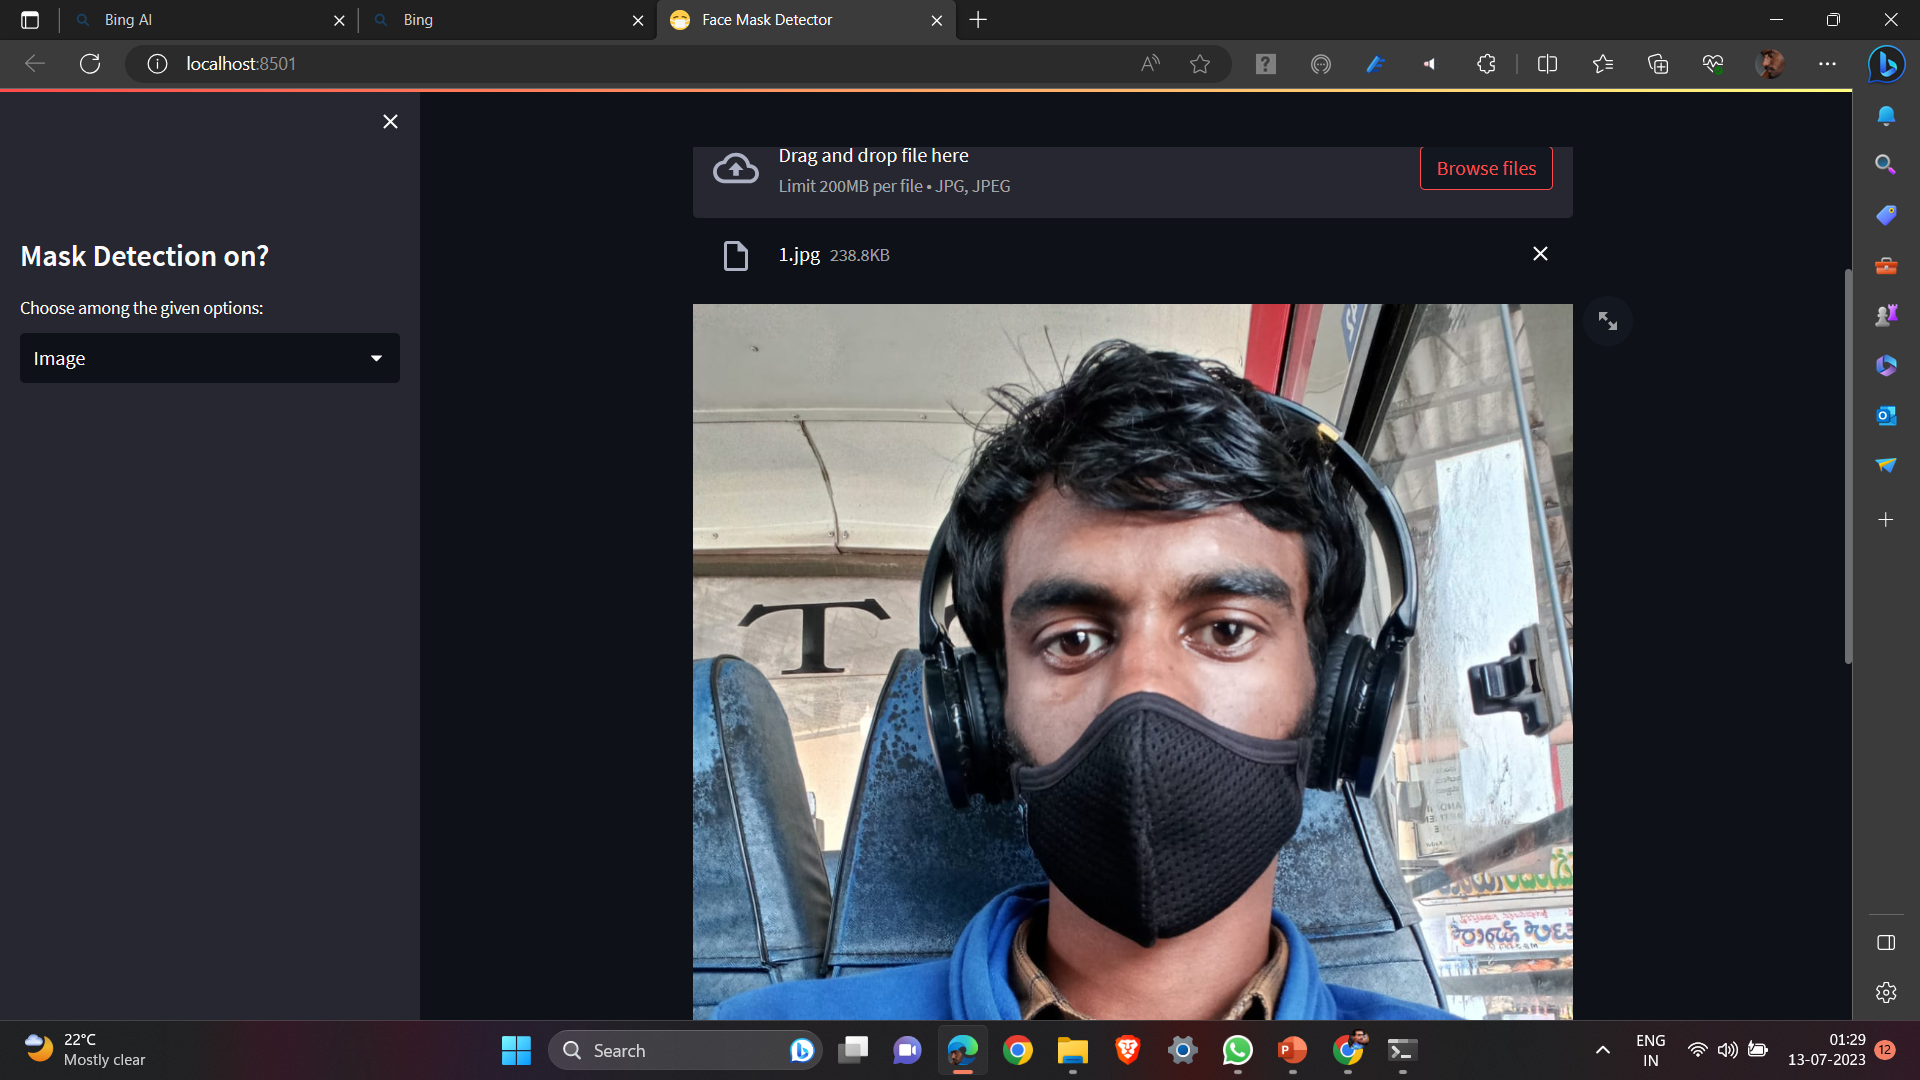 Bing AI
Bing
Face Mask Detector
localhost:8501
Drag and drop file here
Limit 200MB per file • JPG, JPEG
Browse files
1.jpg 238.8KB
Mask Detection on?
Choose among the given options:
Image
T
22°C
Mostly clear
Search
ENG
IN
01:29
13-07-2023
12